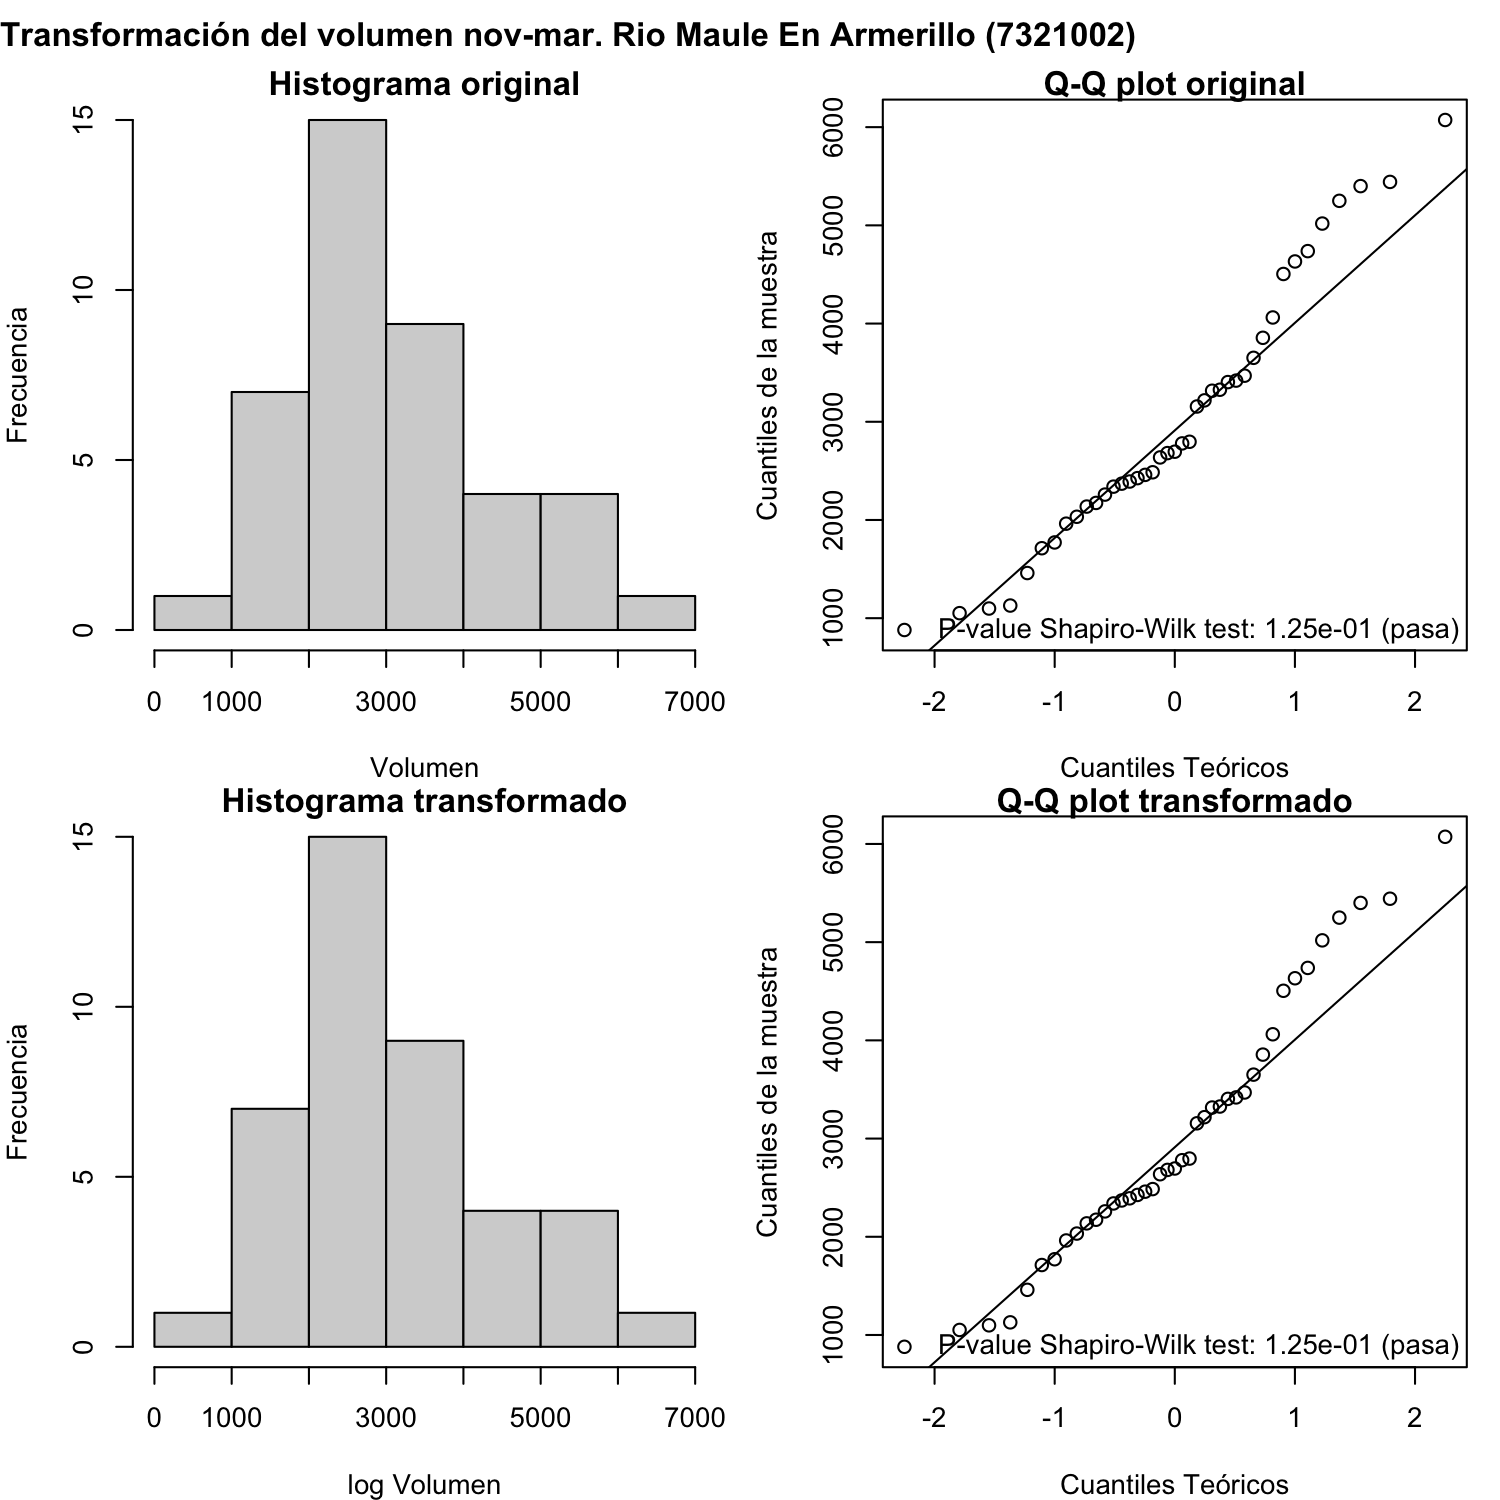 Transformación del volumen nov-mar. Rio Maule En Armerillo (7321002)
Histograma original
Frecuencia
15
10
5
0
0 1000 3000 5000 7000
Volumen
Q-Q plot original
Cuantiles de la muestra
6000
5000
4000
3000
2000
1000
P-value Shapiro-Wilk test: 1.25e-01 (pasa)
-2 -1 0 1 2
Cuantiles Teóricos
Histograma transformado
Frecuencia
15
10
5
0
0 1000 3000 5000 7000
log Volumen
Q-Q plot transformado
Cuantiles de la muestra
6000
5000
4000
3000
2000
1000
P-value Shapiro-Wilk test: 1.25e-01 (pasa)
-2 -1 0 1 2
Cuantiles Teóricos